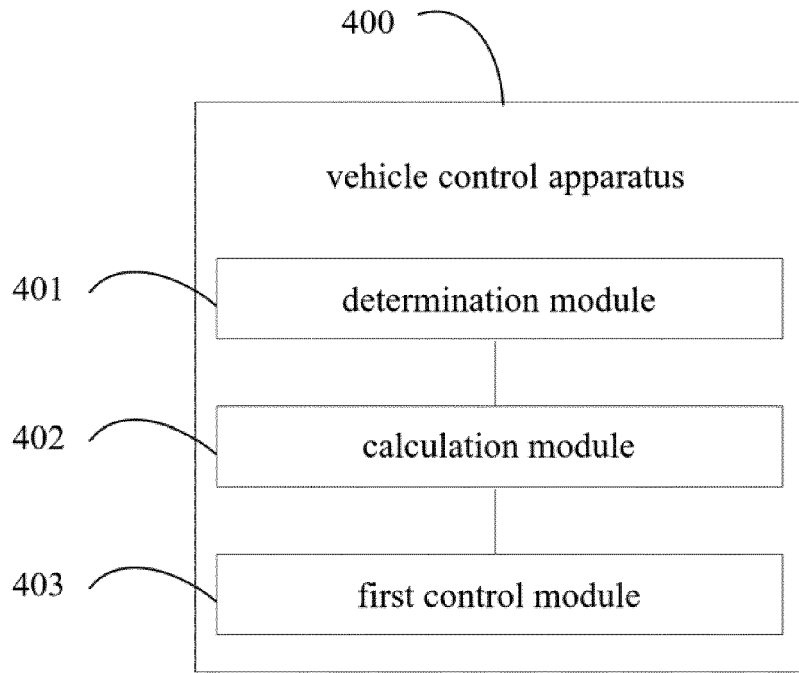 400
vehicle control apparatus
401
determination module
402
calculation module
403
first control module